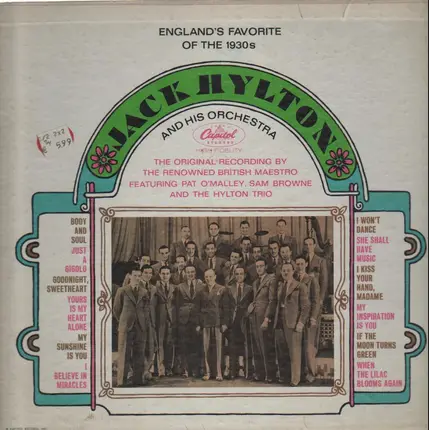 ENGLAND'S FAVORITE
OF THE 1930s
JACK HYLTON
AND HIS ORCHESTRA
Capitol
RECORDS
HIGH FIDELITY
THE ORIGINAL RECORDING BY
THE RENOWNED BRITISH MAESTRO
FEATURING PAT O'MALLEY, SAM BROWNE
AND THE HYLTON TRIO
BODY
AND
SOUL
JUST
A
GIGOLO
GOODNIGHT,
SWEETHEART
YOURS
IS MY
HEART
ALONE
MY
SUNSHINE
IS YOU
I
BELIEVE IN
MIRACLES
I WON'T
DANCE
SHE SHALL
HAVE
MUSIC
I KISS
YOUR
HAND,
MADAME
MY
INSPIRATION
IS YOU
IF THE
MOON TURNS
GREEN
WHEN
THE LILAC
BLOOMS AGAIN